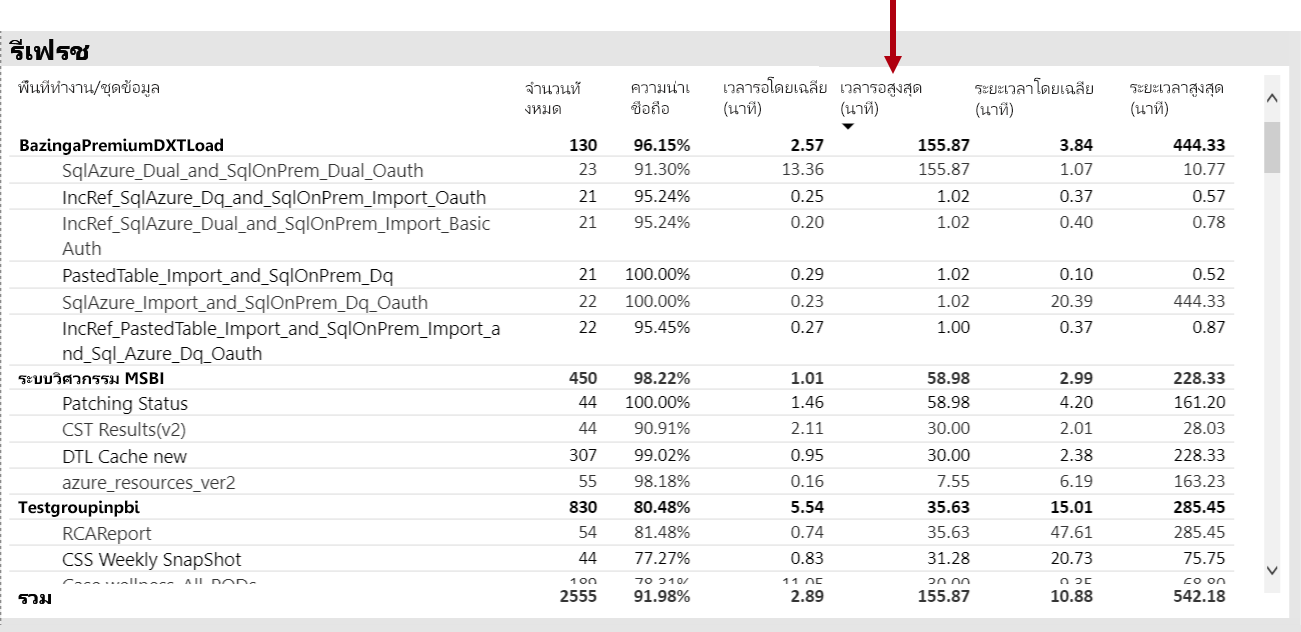 รีเฟรช
พื้นที่ทำงาน/ชุดข้อมูล จำนวนทั้ ความน่าเ เวลารอโดยเฉลี่ย เวลารอสูงสุด ระยะเวลาโดยเฉลี่ย ระยะเวลาสูงสุด
งหมด ชื่อถือ (นาที) (นาที) (นาที) (นาที)
BazingaPremiumDXTLoad 130 96.15% 2.57 155.87 3.84 444.33
SqlAzure_Dual_and_SqlOnPrem_Dual_Oauth 23 91.30% 13.36 155.87 1.07 10.77
IncRef_SqlAzure_Dq_and_SqlOnPrem_Import_Oauth 21 95.24% 0.25 1.02 0.37 0.57
IncRef_SqlAzure_Dual_and_SqlOnPrem_Import_Basic 21 95.24% 0.20 1.02 0.40 0.78
Auth
PastedTable_Import_and_SqlOnPrem_Dq 21 100.00% 0.29 1.02 0.10 0.52
SqlAzure_Import_and_SqlOnPrem_Dq_Oauth 22 100.00% 0.23 1.02 20.39 444.33
IncRef_PastedTable_Import_and_SqlOnPrem_Import_a 22 95.45% 0.27 1.00 0.37 0.87
nd_Sql_Azure_Dq_Oauth
ระบบวิศวกรรม MSBI 450 98.22% 1.01 58.98 2.99 228.33
Patching Status 44 100.00% 1.46 58.98 4.20 161.20
CST Results(v2) 44 90.91% 2.11 30.00 2.01 28.03
DTL Cache new 307 99.02% 0.95 30.00 2.38 228.33
azure_resources_ver2 55 98.18% 0.16 7.55 6.19 163.23
Testgroupinpbi 830 80.48% 5.54 35.63 15.01 285.45
RCAReport 54 81.48% 0.74 35.63 47.61 285.45
CSS Weekly SnapShot 44 77.27% 0.83 31.28 20.73 75.75
รวม 2555 91.98% 2.89 155.87 10.88 542.18